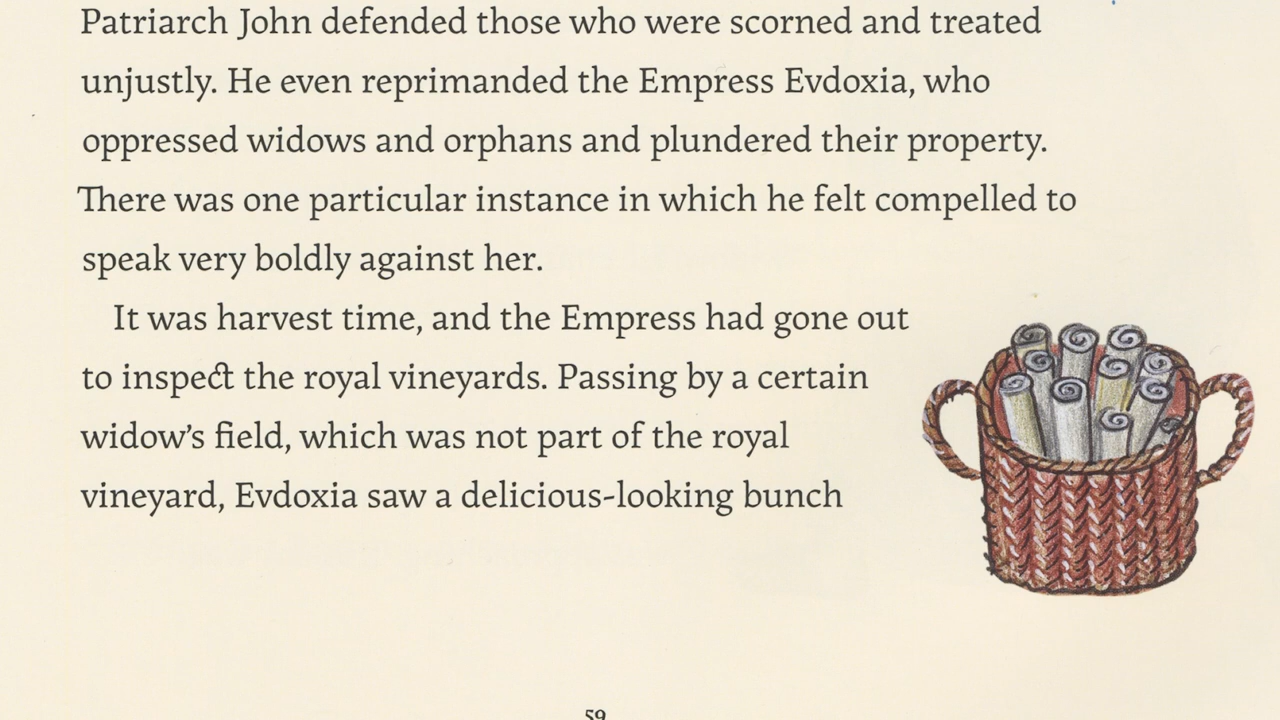 Patriarch John defended those who were scorned and treated
unjustly. He even reprimanded the Empress Evdoxia, who
oppressed widows and orphans and plundered their property.
There was one particular instance in which he felt compelled to
speak very boldly against her.
It was harvest time, and the Empress had gone out
to inspect the royal vineyards. Passing by a certain
widow’s field, which was not part of the royal
vineyard, Evdoxia saw a delicious-looking bunch
59